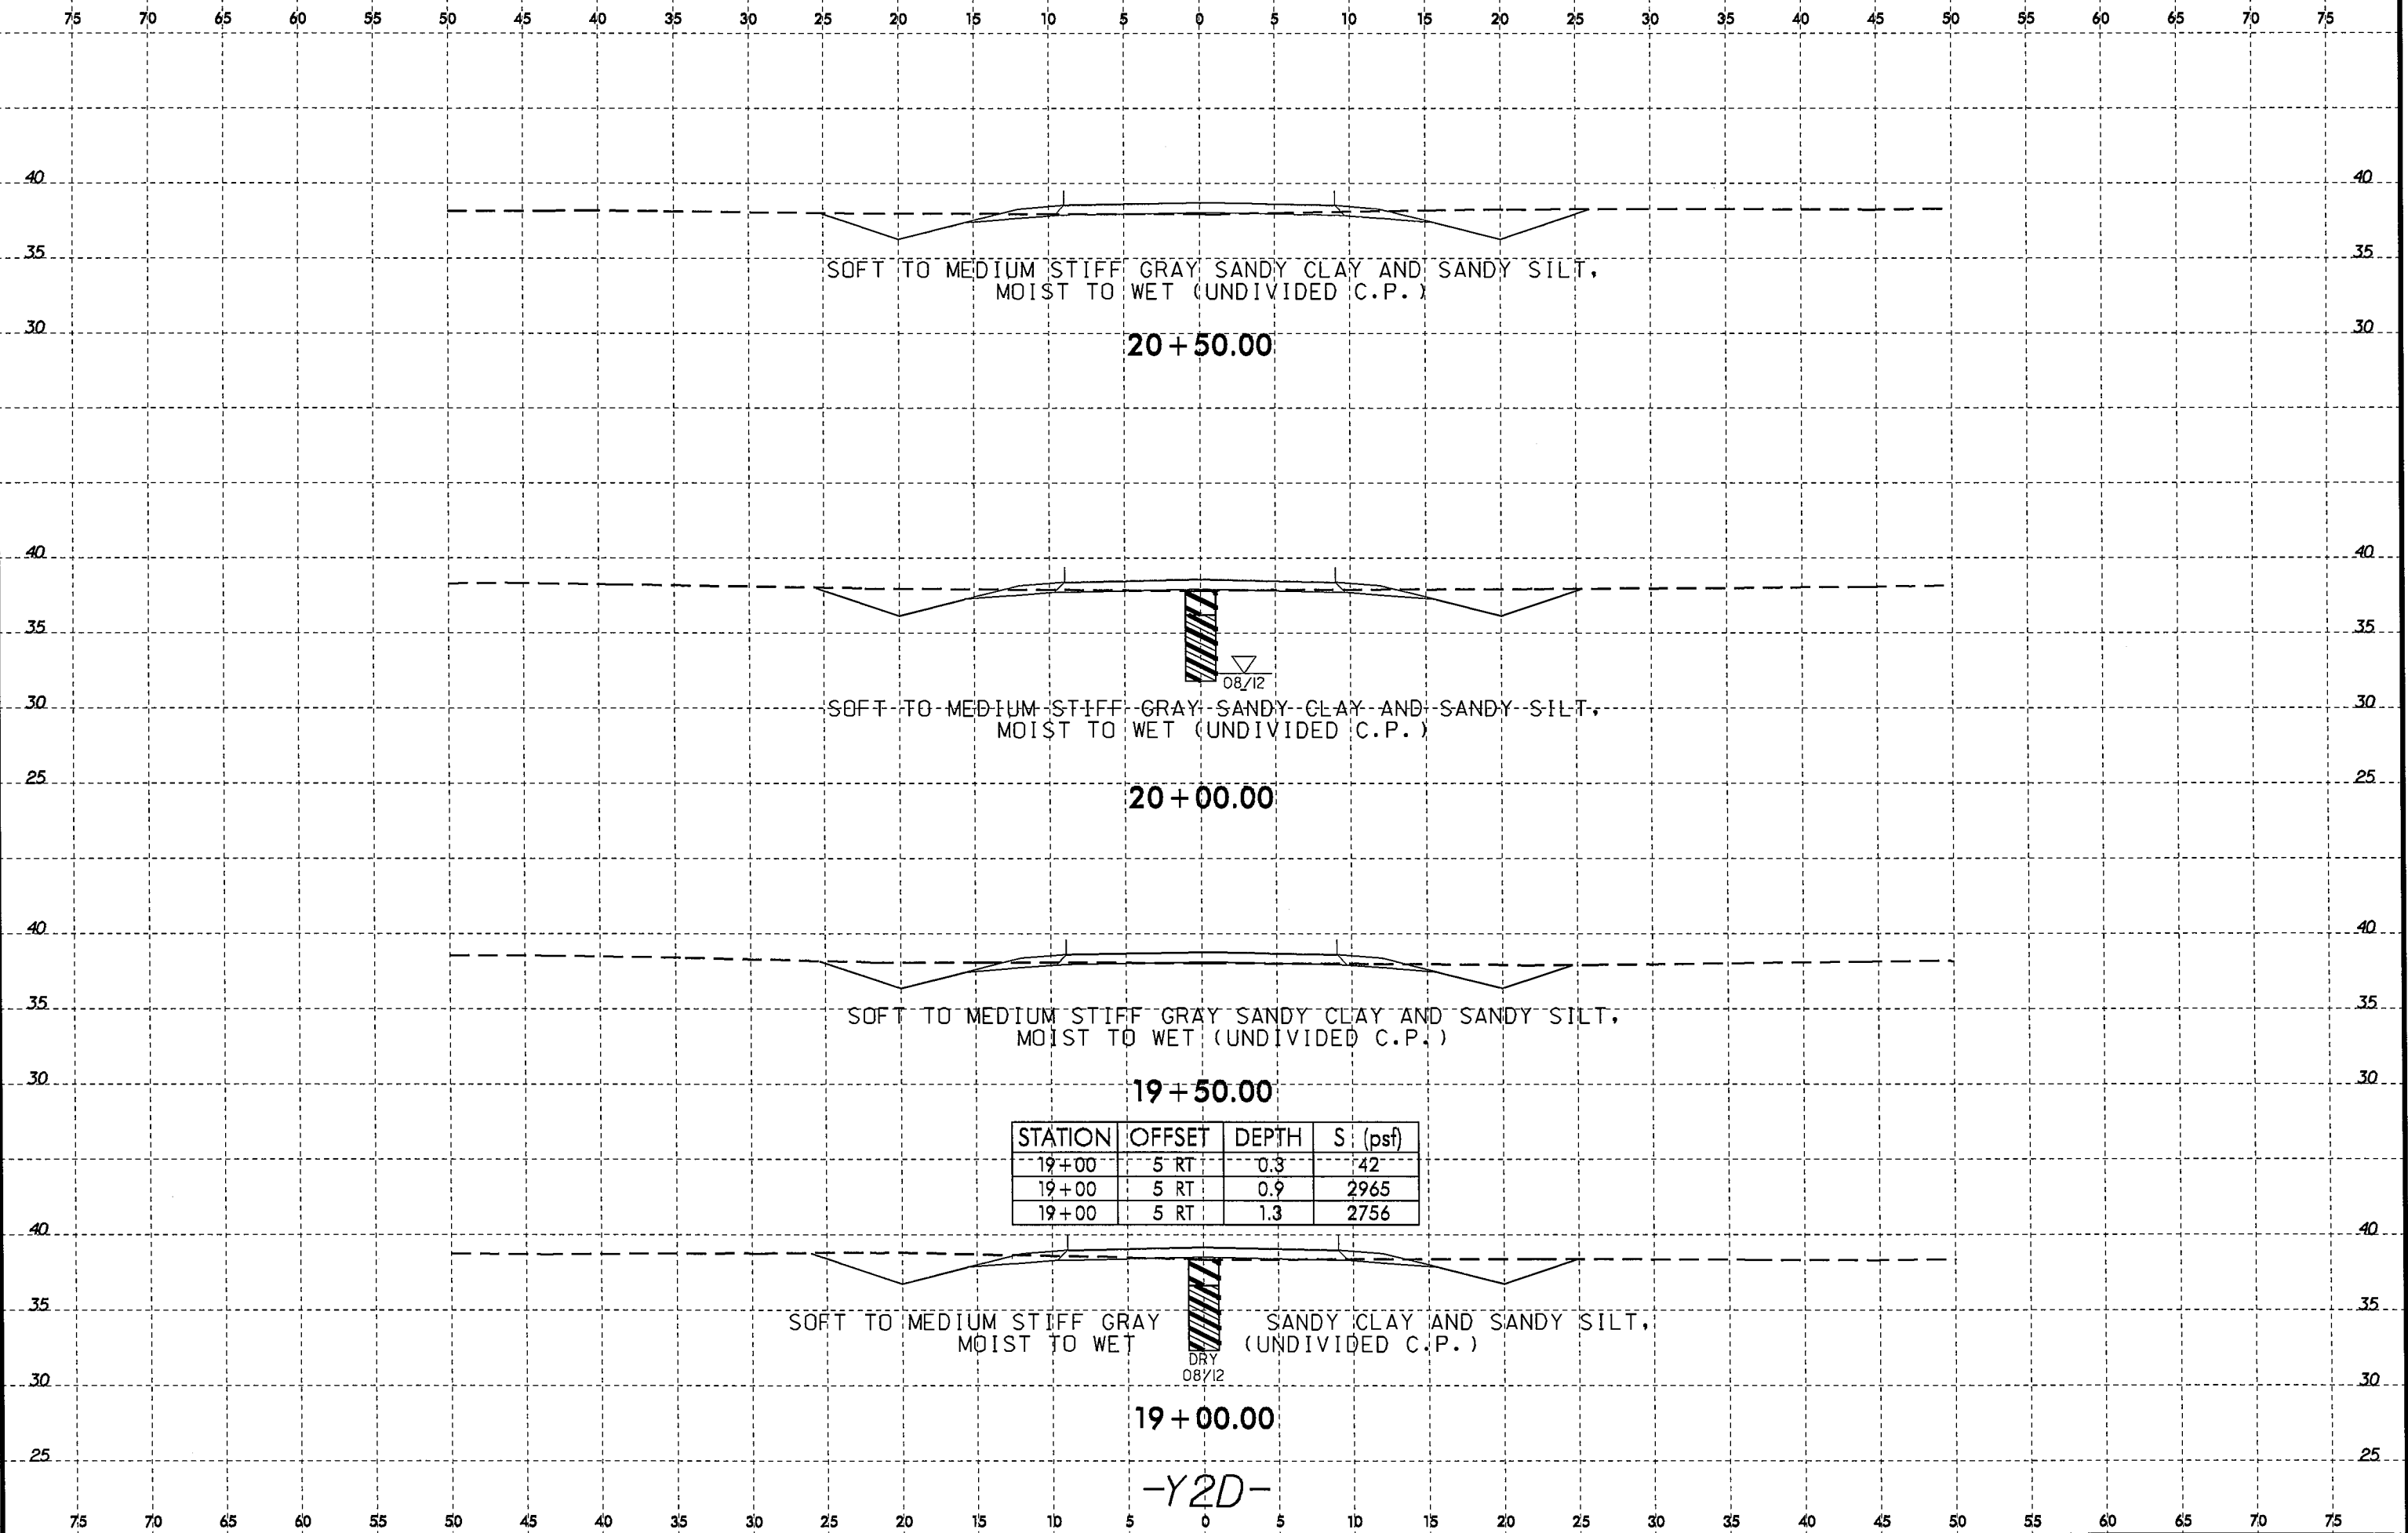 75 70 65 60 55 50 45 40 35 30 25 20 15 10 5 0 5 10 15 20 25 30 35 40 45 50 55 60 65 70 75
40 40
35 35
SOFT TO MEDIUM STIFF GRAY SANDY CLAY AND SANDY SILT,
MOIST TO WET (UNDIVIDED C.P.)
30 30
20+50.00
40 40
35 35
08/12
30 SOFT TO MEDIUM STIFF GRAY SANDY CLAY AND SANDY SILT, 30
MOIST TO WET (UNDIVIDED C.P.)
25 25
20+00.00
40 40
35 35
SOFT TO MEDIUM STIFF GRAY SANDY CLAY AND SANDY SILT,
MOIST TO WET (UNDIVIDED C.P.)
30 30
19+50.00
STATION OFFSET DEPTH S (psf)
19+00 5 RT 0.3 42
19+00 5 RT 0.9 2965
19+00 5 RT 1.3 2756
40 40
35 35
SOFT TO MEDIUM STIFF GRAY SANDY CLAY AND SANDY SILT,
MOIST TO WET (UNDIVIDED C.P.)
DRY
08/12
30 30
19+00.00
25 25
-Y2D-
75 70 65 60 55 50 45 40 35 30 25 20 15 10 5 0 5 10 15 20 25 30 35 40 45 50 55 60 65 70 75